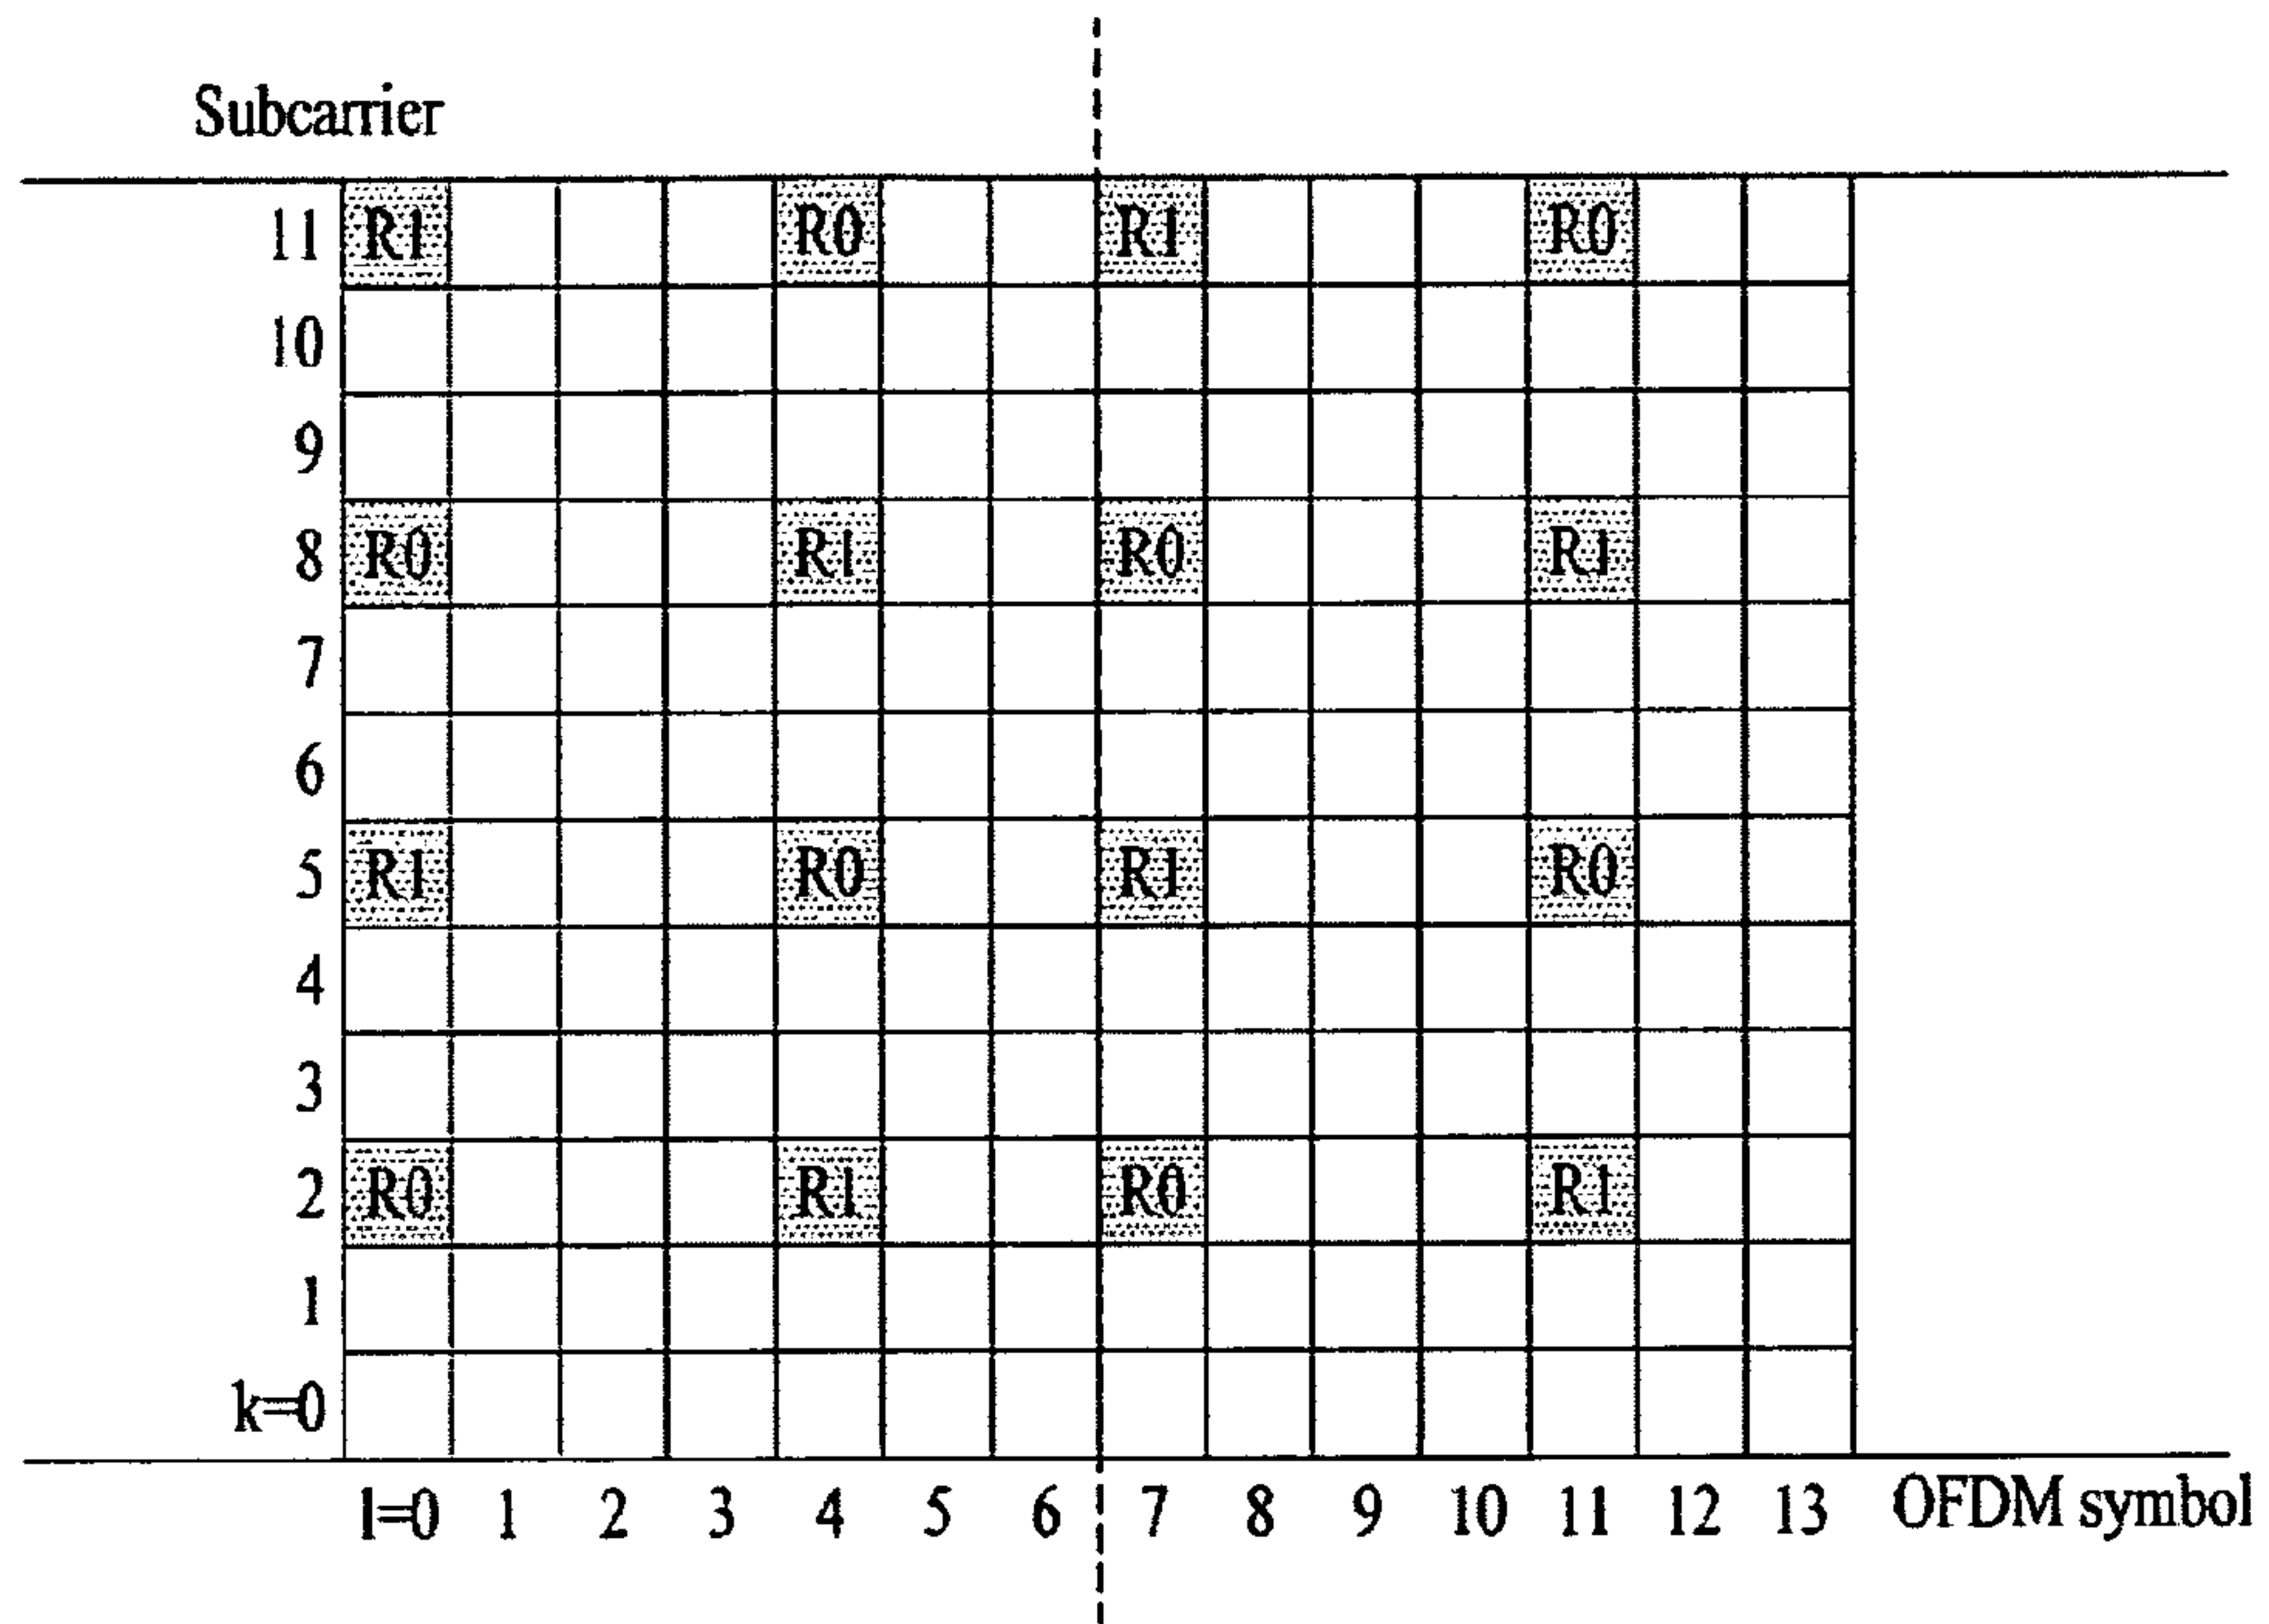 Subcarrier
11 R1 R0 R1 R0
10
9
8 R0 R1 R0 R1
7
6
5 R1 R0 R1 R0
4
3
2 R0 R1 R0 R1
1
k=0
l=0 1 2 3 4 5 6 7 8 9 10 11 12 13 OFDM symbol